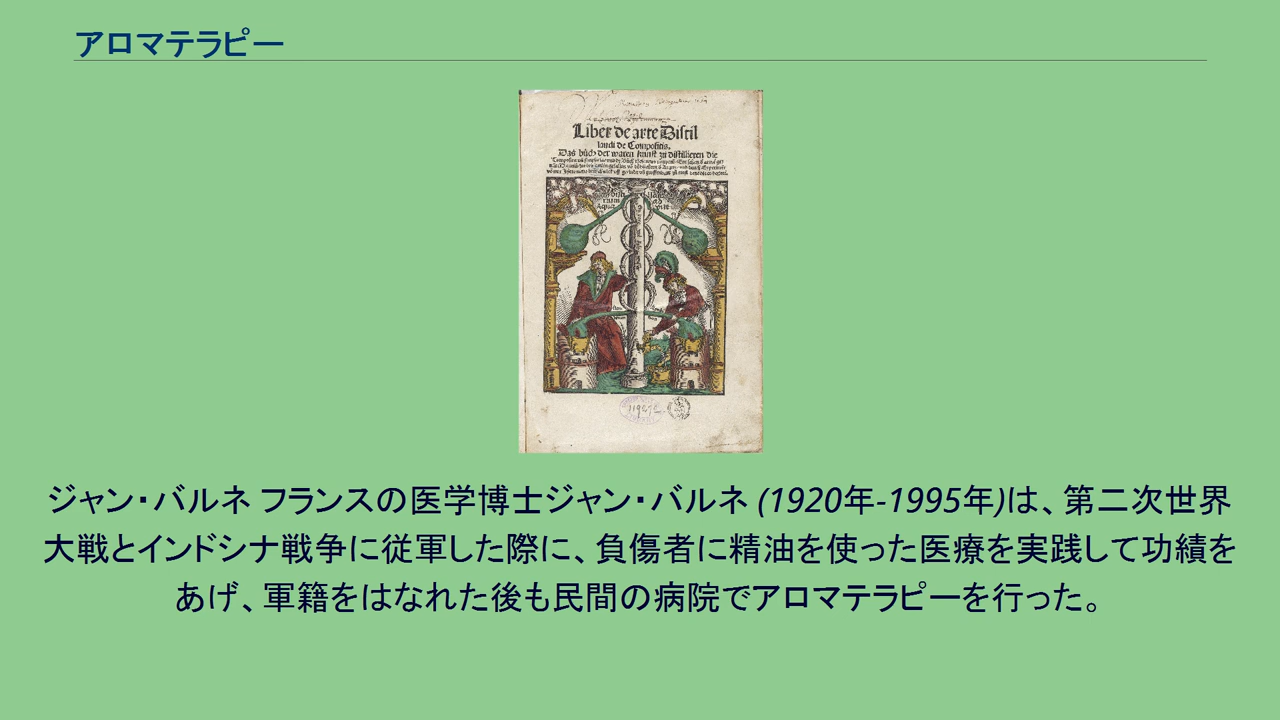 アロマテラピー
Liber de arte Distil
landi de Compositis.
Das bůch der waren kunst zů distillieren die
ジャン・バルネ フランスの医学博士ジャン・バルネ (1920年-1995年)は、第二次世界
大戦とインドシナ戦争に従軍した際に、負傷者に精油を使った医療を実践して功績を
あげ、軍籍をはなれた後も民間の病院でアロマテラピーを行った。